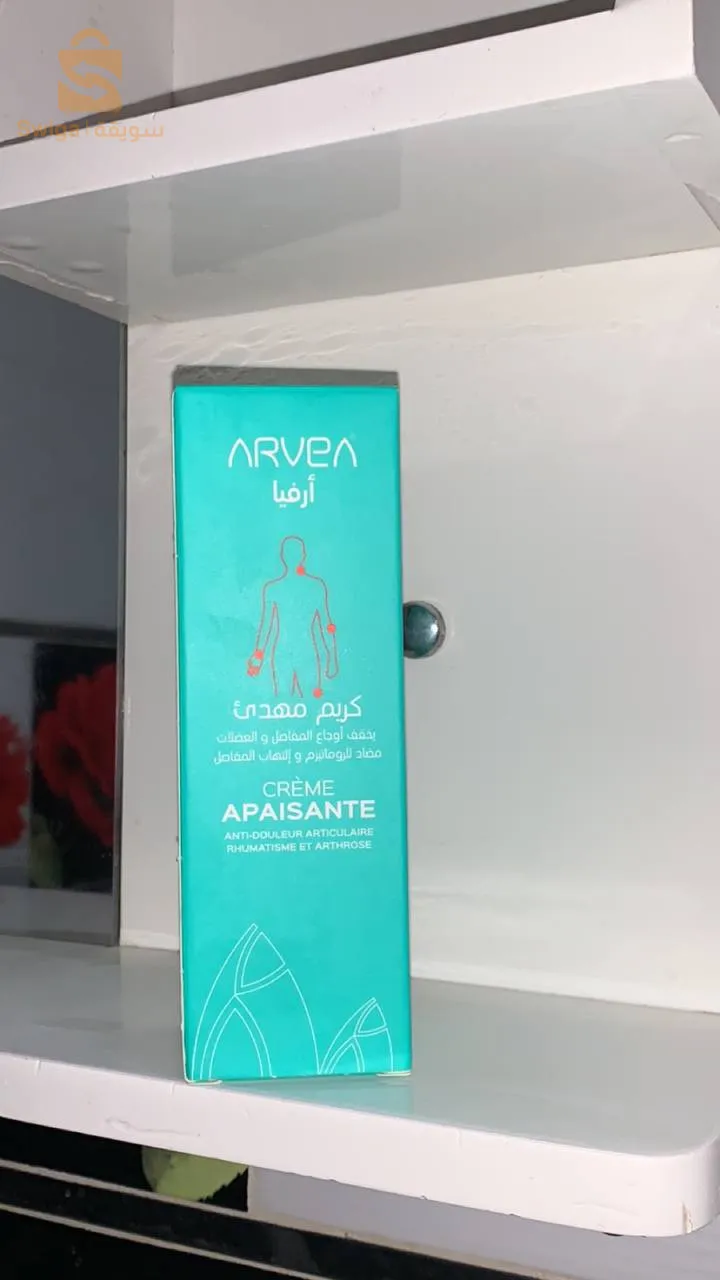 سويقة
ARVEA
أرفيا
كريم مهدئ
يخفف أوجاع المفاصل و العضلات
مضاد للروماتيزم و إلتهاب المفاصل
CRÈME
APAISANTE
ANTI-DOULEUR ARTICULAIRE
RHUMATISME ET ARTHROSE